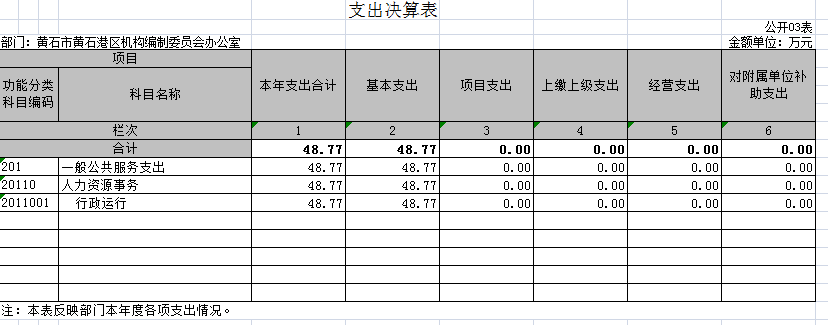 支出决算表
公开03表
部门：黄石市黄石港区机构编制委员会办公室 金额单位：万元
项目 本年支出合计 基本支出 项目支出 上缴上级支出 经营支出 对附属单位补助支出
功能分类科目编码 科目名称
栏次 1 2 3 4 5 6
合计 48.77 48.77 0.00 0.00 0.00 0.00
201 一般公共服务支出 48.77 48.77 0.00 0.00 0.00 0.00
20110 人力资源事务 48.77 48.77 0.00 0.00 0.00 0.00
2011001 行政运行 48.77 48.77 0.00 0.00 0.00 0.00
注：本表反映部门本年度各项支出情况。